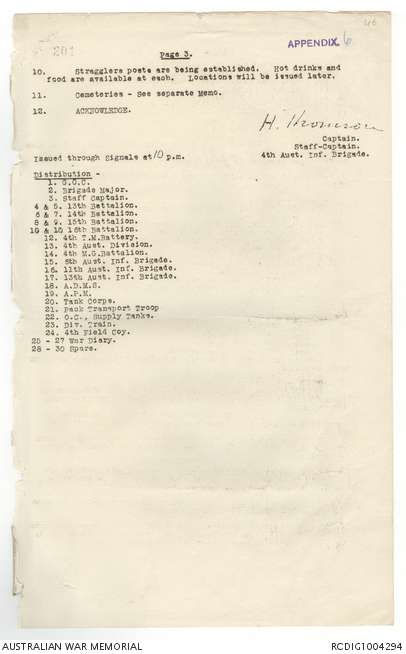 46
201
Page 3.
APPENDIX 6
10. Stragglers posts are being established. Hot drinks and
food are available at each. Locations will be issued later.
11. Cemeteries - See separate Memo.
12. ACKNOWLEDGE.
H. Thomson
Captain.
Staff-Captain.
4th Aust. Inf. Brigade.
Issued through Signals at 10 p.m.
Distribution -
1. G.O.C.
2. Brigade Major.
3. Staff Captain.
4 & 5. 13th Battalion.
6 & 7. 14th Battalion.
8 & 9. 15th Battalion.
10 & 11. 16th Battalion.
12. 4th T.M.Battery.
13. 4th Aust. Division.
14. 4th M.G.Battalion.
15. 8th Aust. Inf. Brigade.
16. 11th Aust. Inf. Brigade.
17. 13th Aust. Inf. Brigade.
18. A.D.M.S.
19. A.P.M.
20. Tank Corps.
21. Pack Transport Troop
22. O.C., Supply Tanks.
23. Div. Train.
24. 4th Field Coy.
25 - 27 War Diary.
28 - 30 Spare.
AUSTRALIAN WAR MEMORIAL
RCDIG1004294